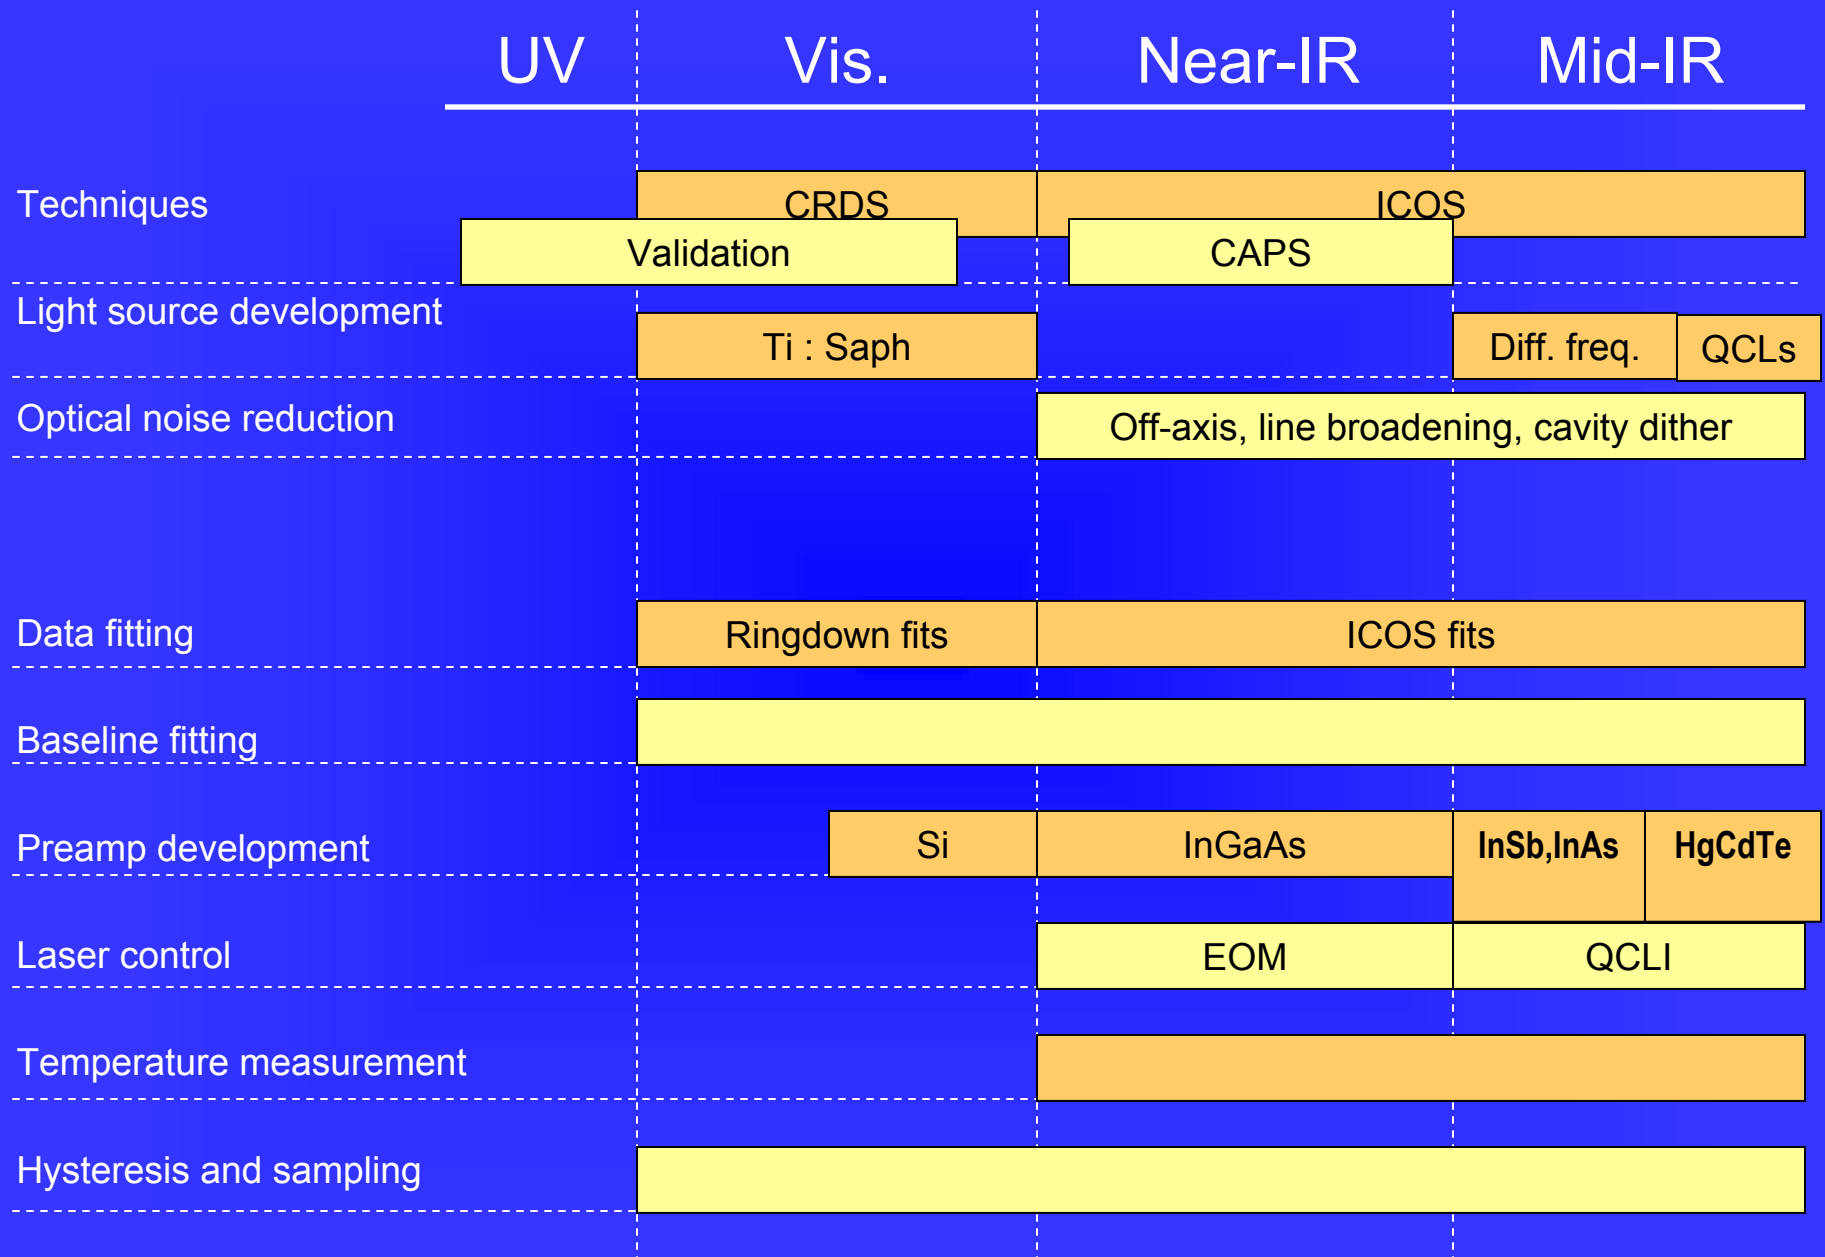 UV Vis. Near-IR Mid-IR
Techniques
CRDS ICOS
Validation CAPS
Light source development
Ti : Saph Diff. freq. QCLs
Optical noise reduction
Off-axis, line broadening, cavity dither
Data fitting
Ringdown fits ICOS fits
Baseline fitting
Preamp development
Si InGaAs InSb,InAs HgCdTe
Laser control
EOM QCLI
Temperature measurement
Hysteresis and sampling